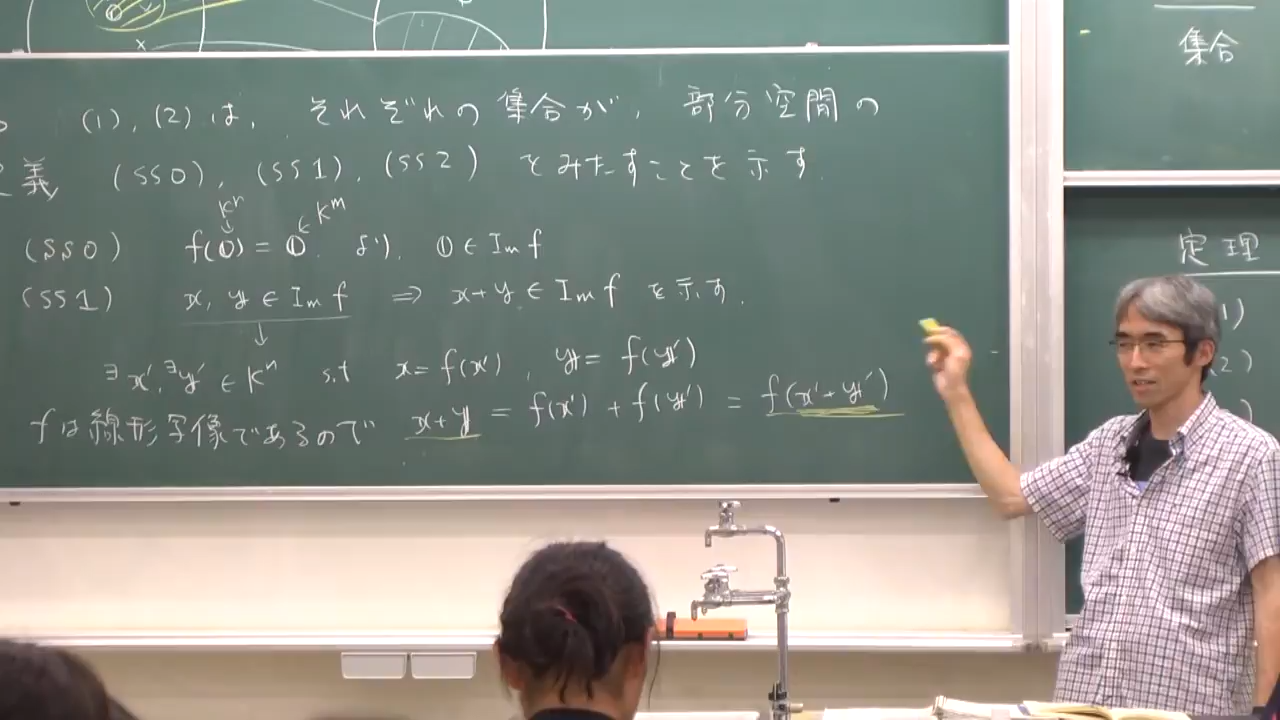 (1), (2) は, それぞれの集合が, 部分空間の
義 (SS0), (SS1), (SS2) をみたすことを示す.
K^n K^m
(SS0) f(0) = 0 より, 0 ∈ Im f
(SS1) x, y ∈ Im f ⇒ x+y ∈ Im f を示す.
↓
∃x', ∃y' ∈ K^n s.t x = f(x'), y = f(y')
fは線形写像であるので x+y = f(x') + f(y') = f(x'+y')
集合
定理
1)
2)
)